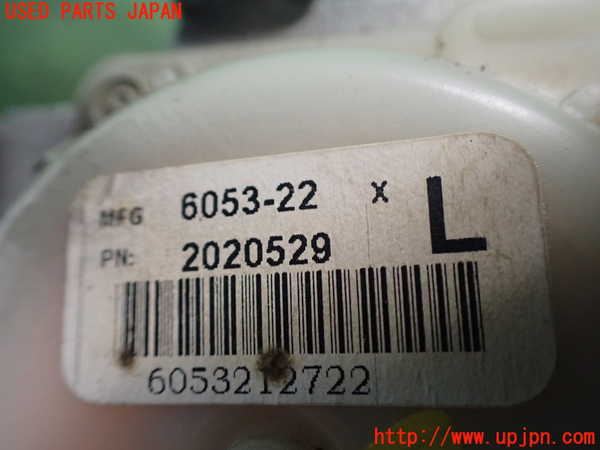 USED PARTS JAPAN
MFG 6053-22 x L
PN: 2020529
6053212722
http://www.upjpn.com